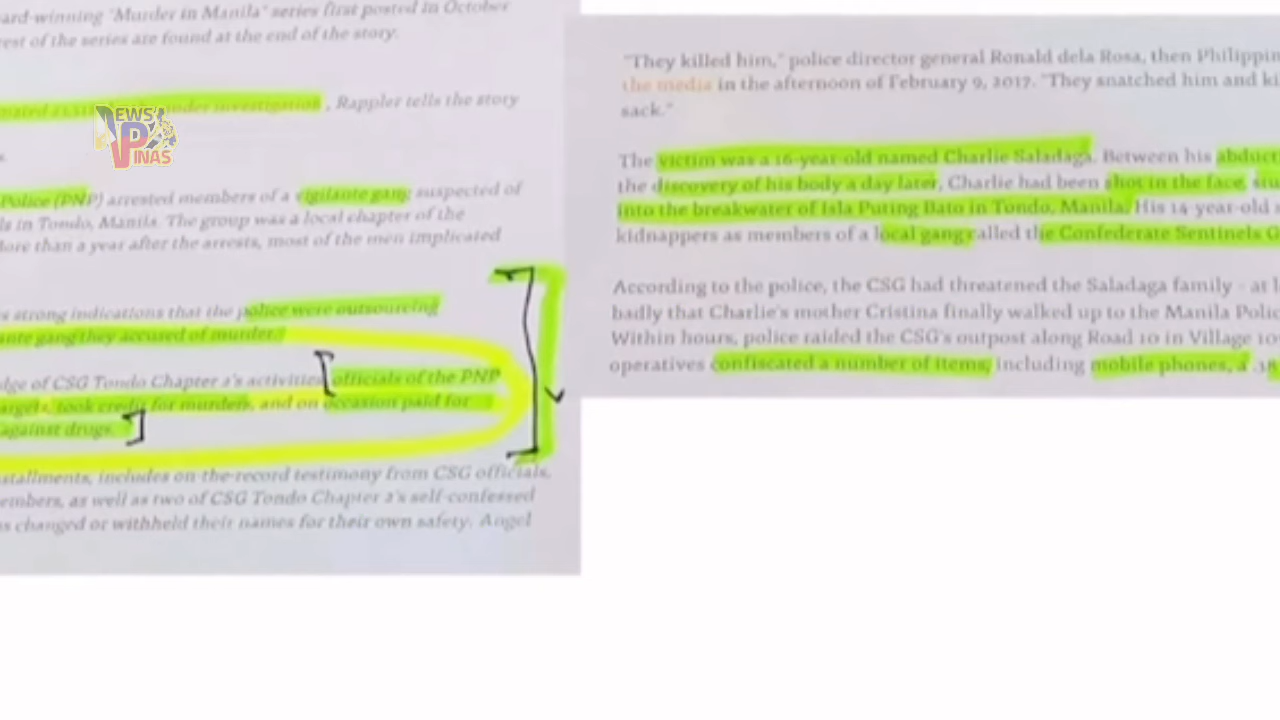 ard-winning "Murder in Manila" series first posted in October
rest of the series are found at the end of the story.
under investigation , Rappler tells the story
NEWS
PINAS
Police (PNP) arrested members of a vigilante gang suspected of
ls in Tondo, Manila. The group was a local chapter of the
More than a year after the arrests, most of the men implicated
s strong indications that the police were outsourcing
ante gang they accused of murder.
dge of CSG Tondo Chapter 2's activities officials of the PNP
argets, took credit for murders, and on occasion paid for
against drugs.
stallments, includes on-the-record testimony from CSG officials,
embers, as well as two of CSG Tondo Chapter 2's self-confessed
s changed or withheld their names for their own safety. Angel
"They killed him," police director general Ronald dela Rosa, then Philippin
the media in the afternoon of February 9, 2017. "They snatched him and ki
sack."
The victim was a 16-year-old named Charlie Saladaga. Between his abduct
the discovery of his body a day later, Charlie had been shot in the face, stu
into the breakwater of Isla Puting Bato in Tondo, Manila. His 14-year-old
kidnappers as members of a local gang called the Confederate Sentinels G
According to the police, the CSG had threatened the Saladaga family - at l
badly that Charlie's mother Cristina finally walked up to the Manila Polic
Within hours, police raided the CSG's outpost along Road 10 in Village 10
operatives confiscated a number of items, including mobile phones, a .38